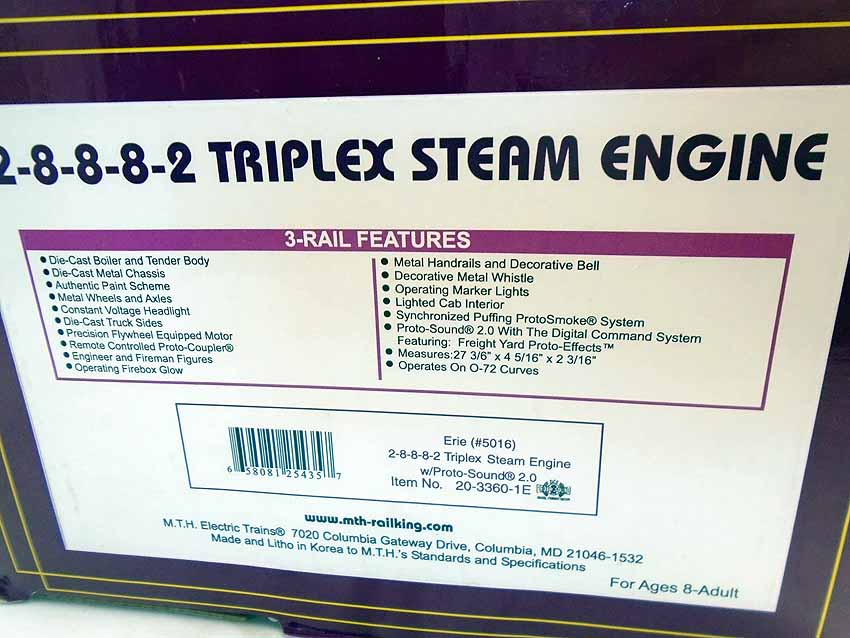 2-8-8-8-2 TRIPLEX STEAM ENGINE
3-RAIL FEATURES
• Die-Cast Boiler and Tender Body
• Die-Cast Metal Chassis
• Authentic Paint Scheme
• Metal Wheels and Axles
• Constant Voltage Headlight
• Die-Cast Truck Sides
• Precision Flywheel Equipped Motor
• Remote Controlled Proto-Coupler®
• Engineer and Fireman Figures
• Operating Firebox Glow
• Metal Handrails and Decorative Bell
• Decorative Metal Whistle
• Operating Marker Lights
• Lighted Cab Interior
• Synchronized Puffing ProtoSmoke® System
• Proto-Sound® 2.0 With The Digital Command System
Featuring: Freight Yard Proto-Effects™
• Measures:27 3/6" x 4 5/16" x 2 3/16"
• Operates On O-72 Curves
6 58081 25435 7
Erie (#5016)
2-8-8-8-2 Triplex Steam Engine
w/Proto-Sound® 2.0
Item No. 20-3360-1E
www.mth-railking.com
M.T.H. Electric Trains® 7020 Columbia Gateway Drive, Columbia, MD 21046-1532
Made and Litho in Korea to M.T.H.'s Standards and Specifications
For Ages 8-Adult